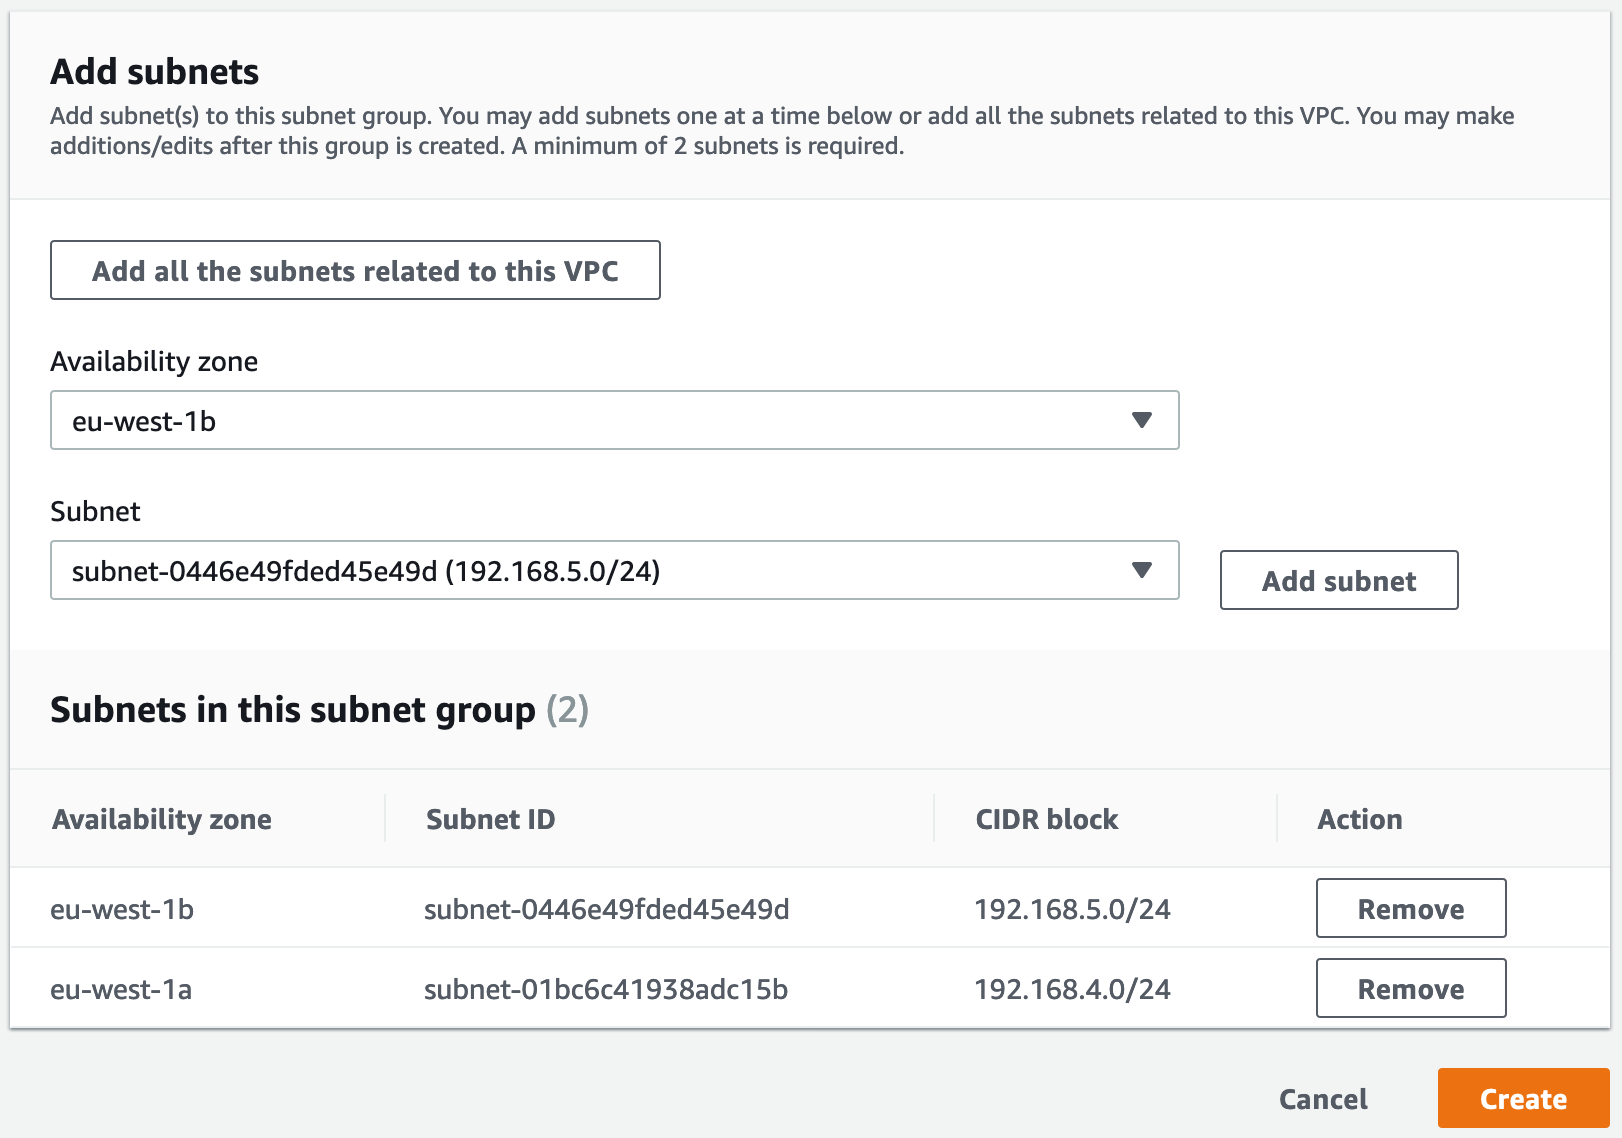 Add subnets
Add subnet(s) to this subnet group. You may add subnets one at a time below or add all the subnets related to this VPC. You may make
additions/edits after this group is created. A minimum of 2 subnets is required.
Add all the subnets related to this VPC
Availability zone
eu-west-1b
Subnet
subnet-0446e49fded45e49d (192.168.5.0/24)
Add subnet
Subnets in this subnet group (2)
Availability zone Subnet ID CIDR block Action
eu-west-1b subnet-0446e49fded45e49d 192.168.5.0/24 Remove
eu-west-1a subnet-01bc6c41938adc15b 192.168.4.0/24 Remove
Cancel Create